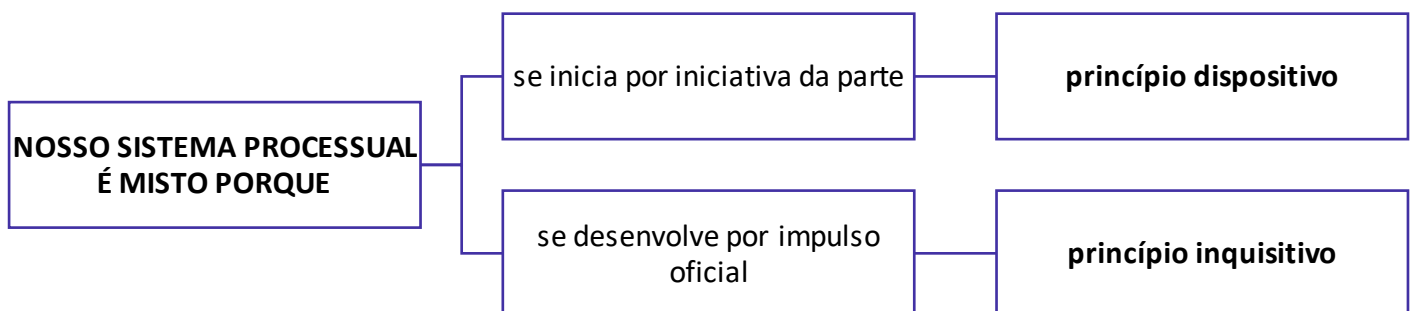 NOSSO SISTEMA PROCESSUAL
É MISTO PORQUE
se inicia por iniciativa da parte
princípio dispositivo
se desenvolve por impulso
oficial
princípio inquisitivo